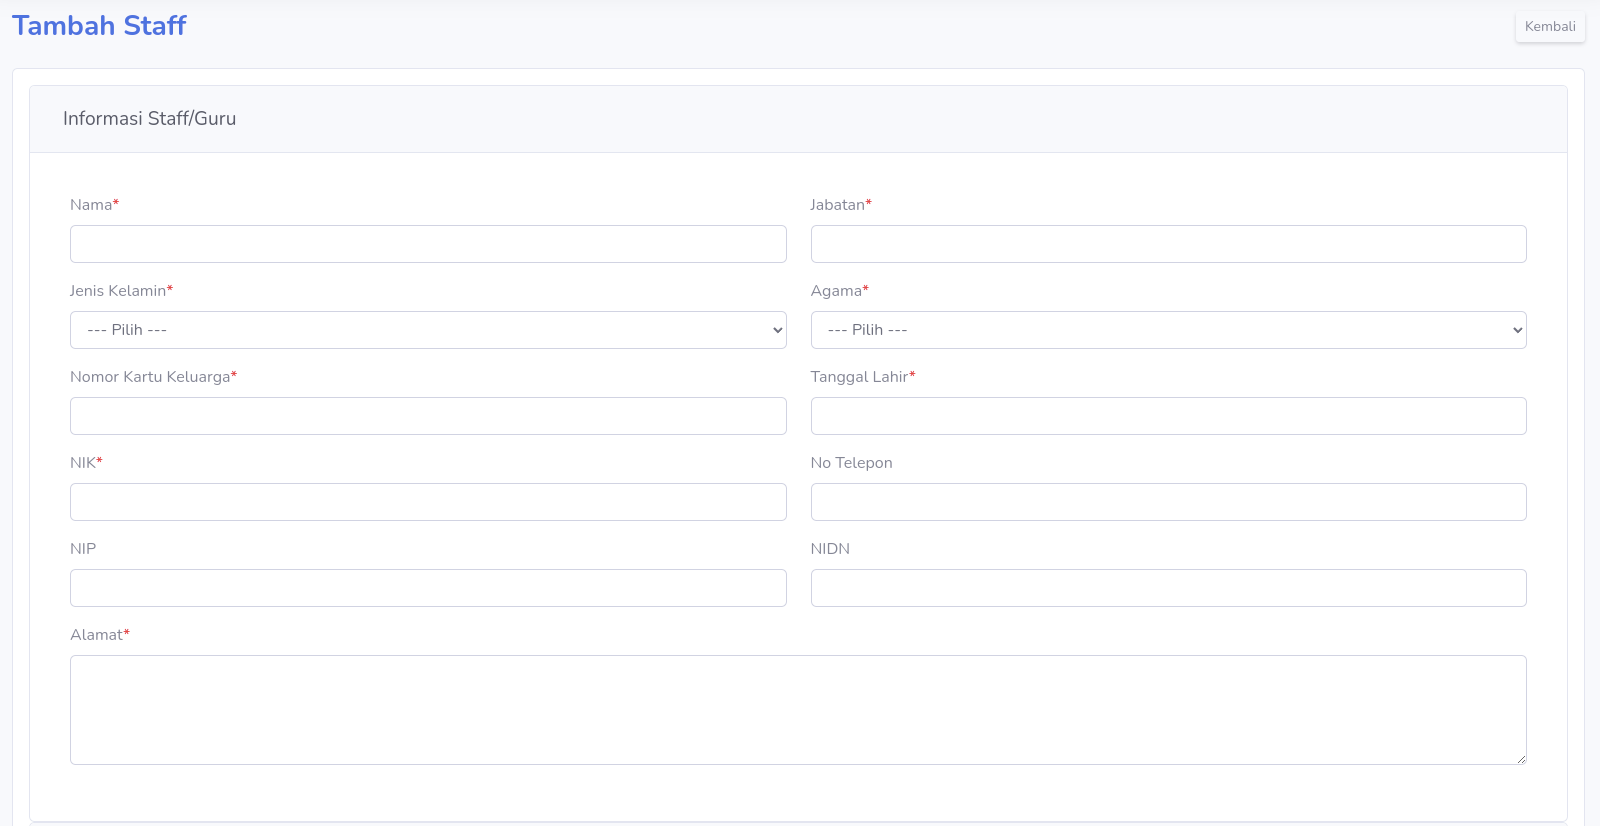 Tambah Staff
Kembali
Informasi Staff/Guru
Nama*
Jabatan*
Jenis Kelamin*
Agama*
--- Pilih ---
--- Pilih ---
Nomor Kartu Keluarga*
Tanggal Lahir*
NIK*
No Telepon
NIP
NIDN
Alamat*